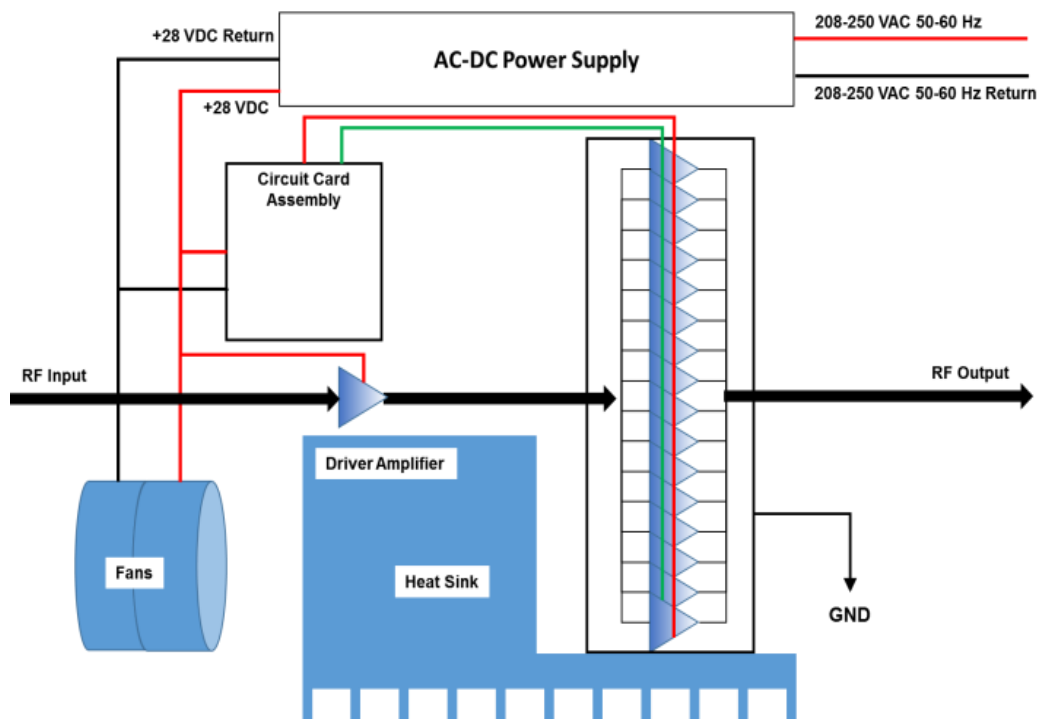 208-250 VAC 50-60 Hz
+28 VDC Return
AC-DC Power Supply
208-250 VAC 50-60 Hz Return
+28 VDC
Circuit Card
Assembly
RF Input
RF Output
Driver Amplifier
Fans
Heat Sink
GND